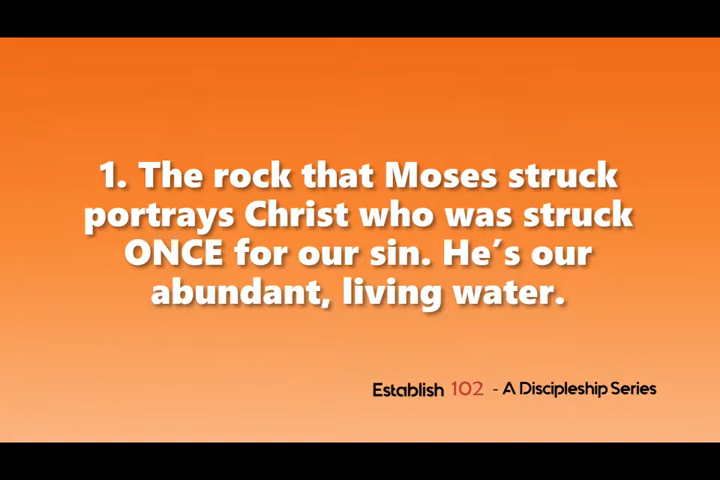 1. The rock that Moses struck
portrays Christ who was struck
ONCE for our sin. He’s our
abundant, living water.
Establish 102 - A Discipleship Series